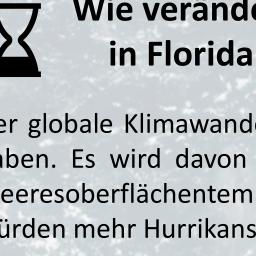 Wie verände
in Florida
er globale Klimawande
aben. Es wird davon
eeresoberflächentem
ürden mehr Hurrikans